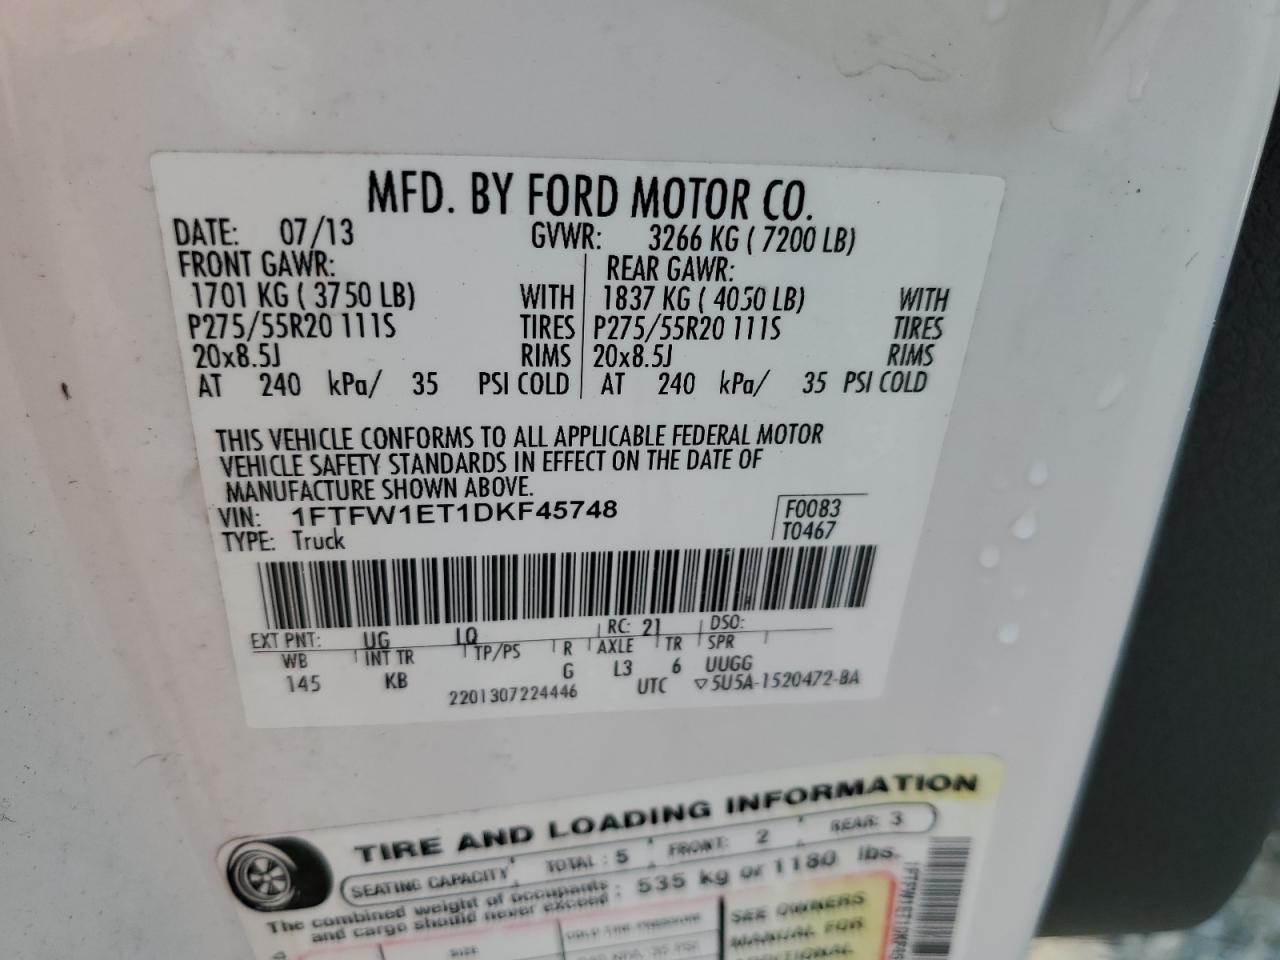 MFD. BY FORD MOTOR CO.
DATE: 07/13 GVWR: 3266 KG ( 7200 LB)
FRONT GAWR: REAR GAWR:
1701 KG ( 3750 LB) WITH 1837 KG ( 4050 LB) WITH
P275/55R20 111S TIRES P275/55R20 111S TIRES
20x8.5J RIMS 20x8.5J RIMS
AT 240 kPa/ 35 PSI COLD AT 240 kPa/ 35 PSI COLD
THIS VEHICLE CONFORMS TO ALL APPLICABLE FEDERAL MOTOR
VEHICLE SAFETY STANDARDS IN EFFECT ON THE DATE OF
MANUFACTURE SHOWN ABOVE.
VIN: 1FTFW1ET1DKF45748 F0083
TYPE: Truck T0467
EXT PNT: UG LQ RC: 21 DSO:
WB INT TR TP/PS R AXLE TR SPR
145 KB G L3 6 UUGG
2201307224446 UTC ▽5U5A-1520472-BA
TIRE AND LOADING INFORMATION
SEATING CAPACITY TOTAL : 5 FRONT: 2 REAR: 3
The combined weight of occupants : 535 kg or 1180 lbs.
and cargo should never exceed
SIZE COLD TIRE PRESSURE SEE OWNERS
MANUAL FOR
ADDITIONAL